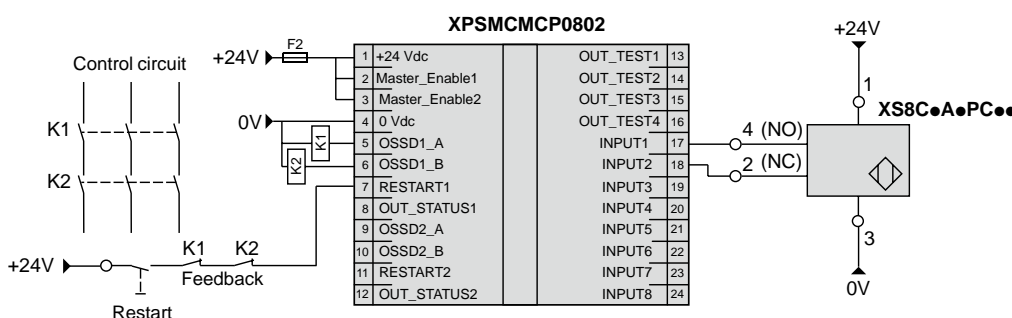 XPSMCMCP0802
+24V
F2
+24V
Control circuit
K1
K2
0V
K1
K2
1 +24 Vdc
2 Master_Enable1
3 Master_Enable2
4 0 Vdc
5 OSSD1_A
6 OSSD1_B
7 RESTART1
8 OUT_STATUS1
9 OSSD2_A
10 OSSD2_B
11 RESTART2
12 OUT_STATUS2
OUT_TEST1 13
OUT_TEST2 14
OUT_TEST3 15
OUT_TEST4 16
INPUT1 17
INPUT2 18
INPUT3 19
INPUT4 20
INPUT5 21
INPUT6 22
INPUT7 23
INPUT8 24
1
XS8C●A●PC●●
4 (NO)
2 (NC)
3
0V
+24V
K1 K2
Feedback
Restart